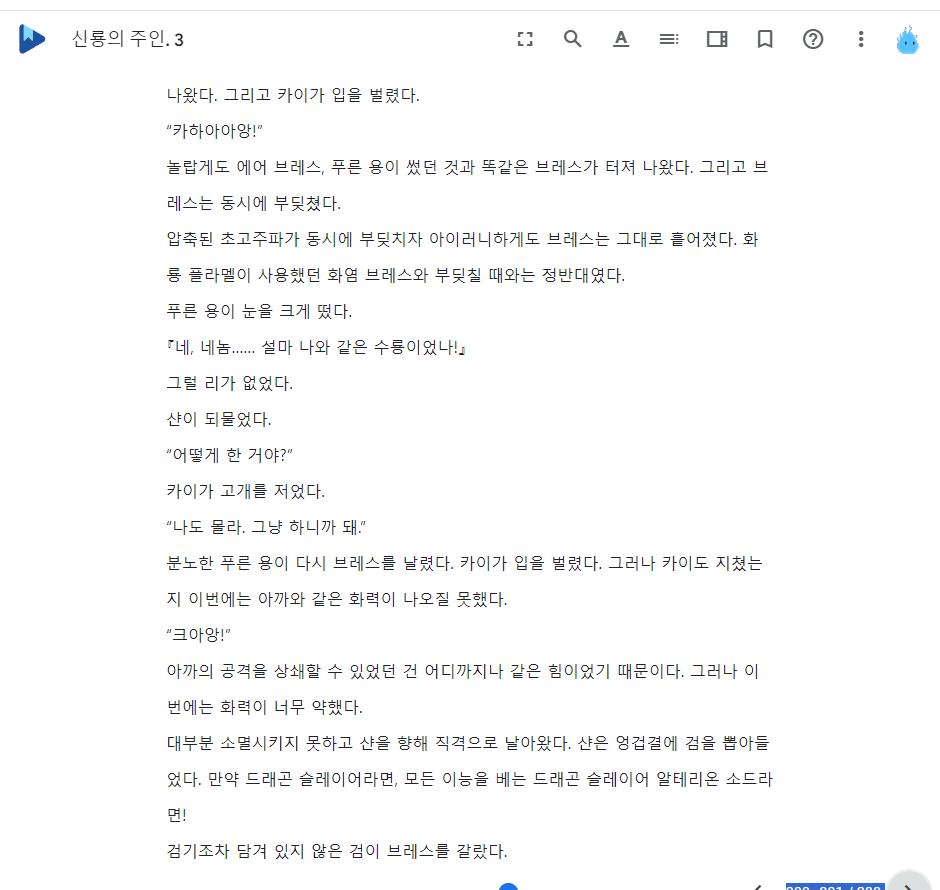 신룡의 주인. 3
나왔다. 그리고 카이가 입을 벌렸다.
“카하아아앙!”
놀랍게도 에어 브레스, 푸른 용이 썼던 것과 똑같은 브레스가 터져 나왔다. 그리고 브
레스는 동시에 부딪쳤다.
압축된 초고주파가 동시에 부딪치자 아이러니하게도 브레스는 그대로 흩어졌다. 화
룡 플라멜이 사용했던 화염 브레스와 부딪칠 때와는 정반대였다.
푸른 용이 눈을 크게 떴다.
『네, 네놈…… 설마 나와 같은 수룡이었나!』
그럴 리가 없었다.
샨이 되물었다.
“어떻게 한 거야?”
카이가 고개를 저었다.
“나도 몰라. 그냥 하니까 돼.”
분노한 푸른 용이 다시 브레스를 날렸다. 카이가 입을 벌렸다. 그러나 카이도 지쳤는
지 이번에는 아까와 같은 화력이 나오질 못했다.
“크아앙!”
아까의 공격을 상쇄할 수 있었던 건 어디까지나 같은 힘이었기 때문이다. 그러나 이
번에는 화력이 너무 약했다.
대부분 소멸시키지 못하고 샨을 향해 직격으로 날아왔다. 샨은 엉겁결에 검을 뽑아들
었다. 만약 드래곤 슬레이어라면, 모든 이능을 베는 드래곤 슬레이어 알테리온 소드라
면!
검기조차 담겨 있지 않은 검이 브레스를 갈랐다.